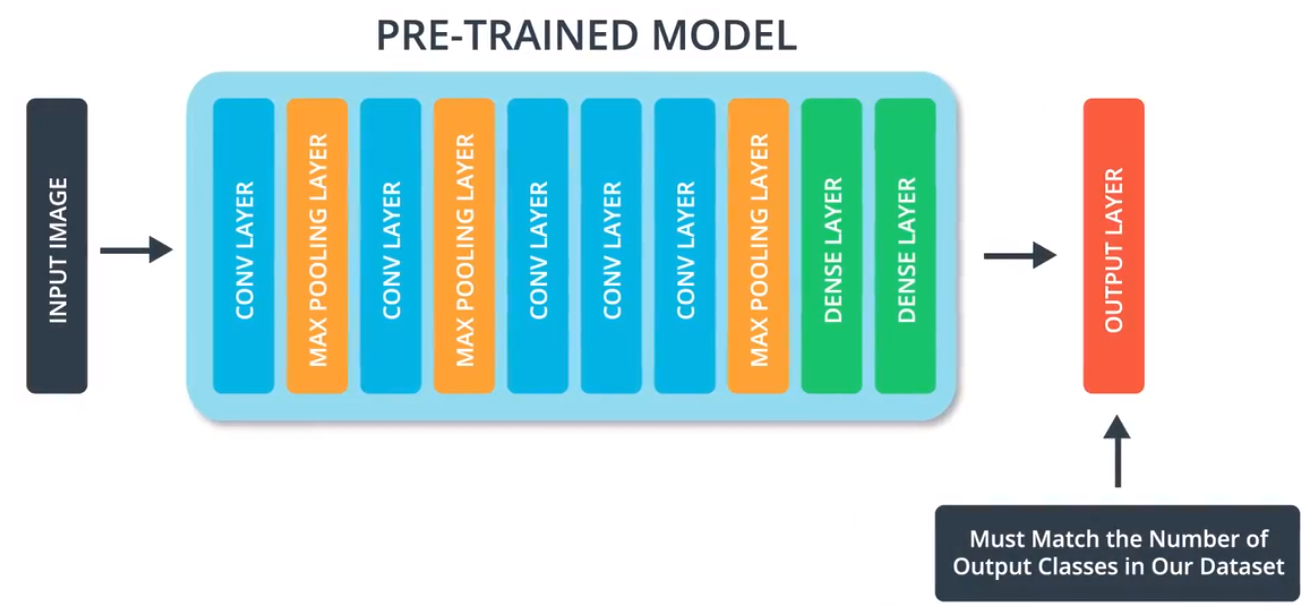 PRE-TRAINED MODEL
INPUT IMAGE
CONV LAYER
MAX POOLING LAYER
CONV LAYER
MAX POOLING LAYER
CONV LAYER
CONV LAYER
CONV LAYER
MAX POOLING LAYER
DENSE LAYER
DENSE LAYER
OUTPUT LAYER
Must Match the Number of
Output Classes in Our Dataset